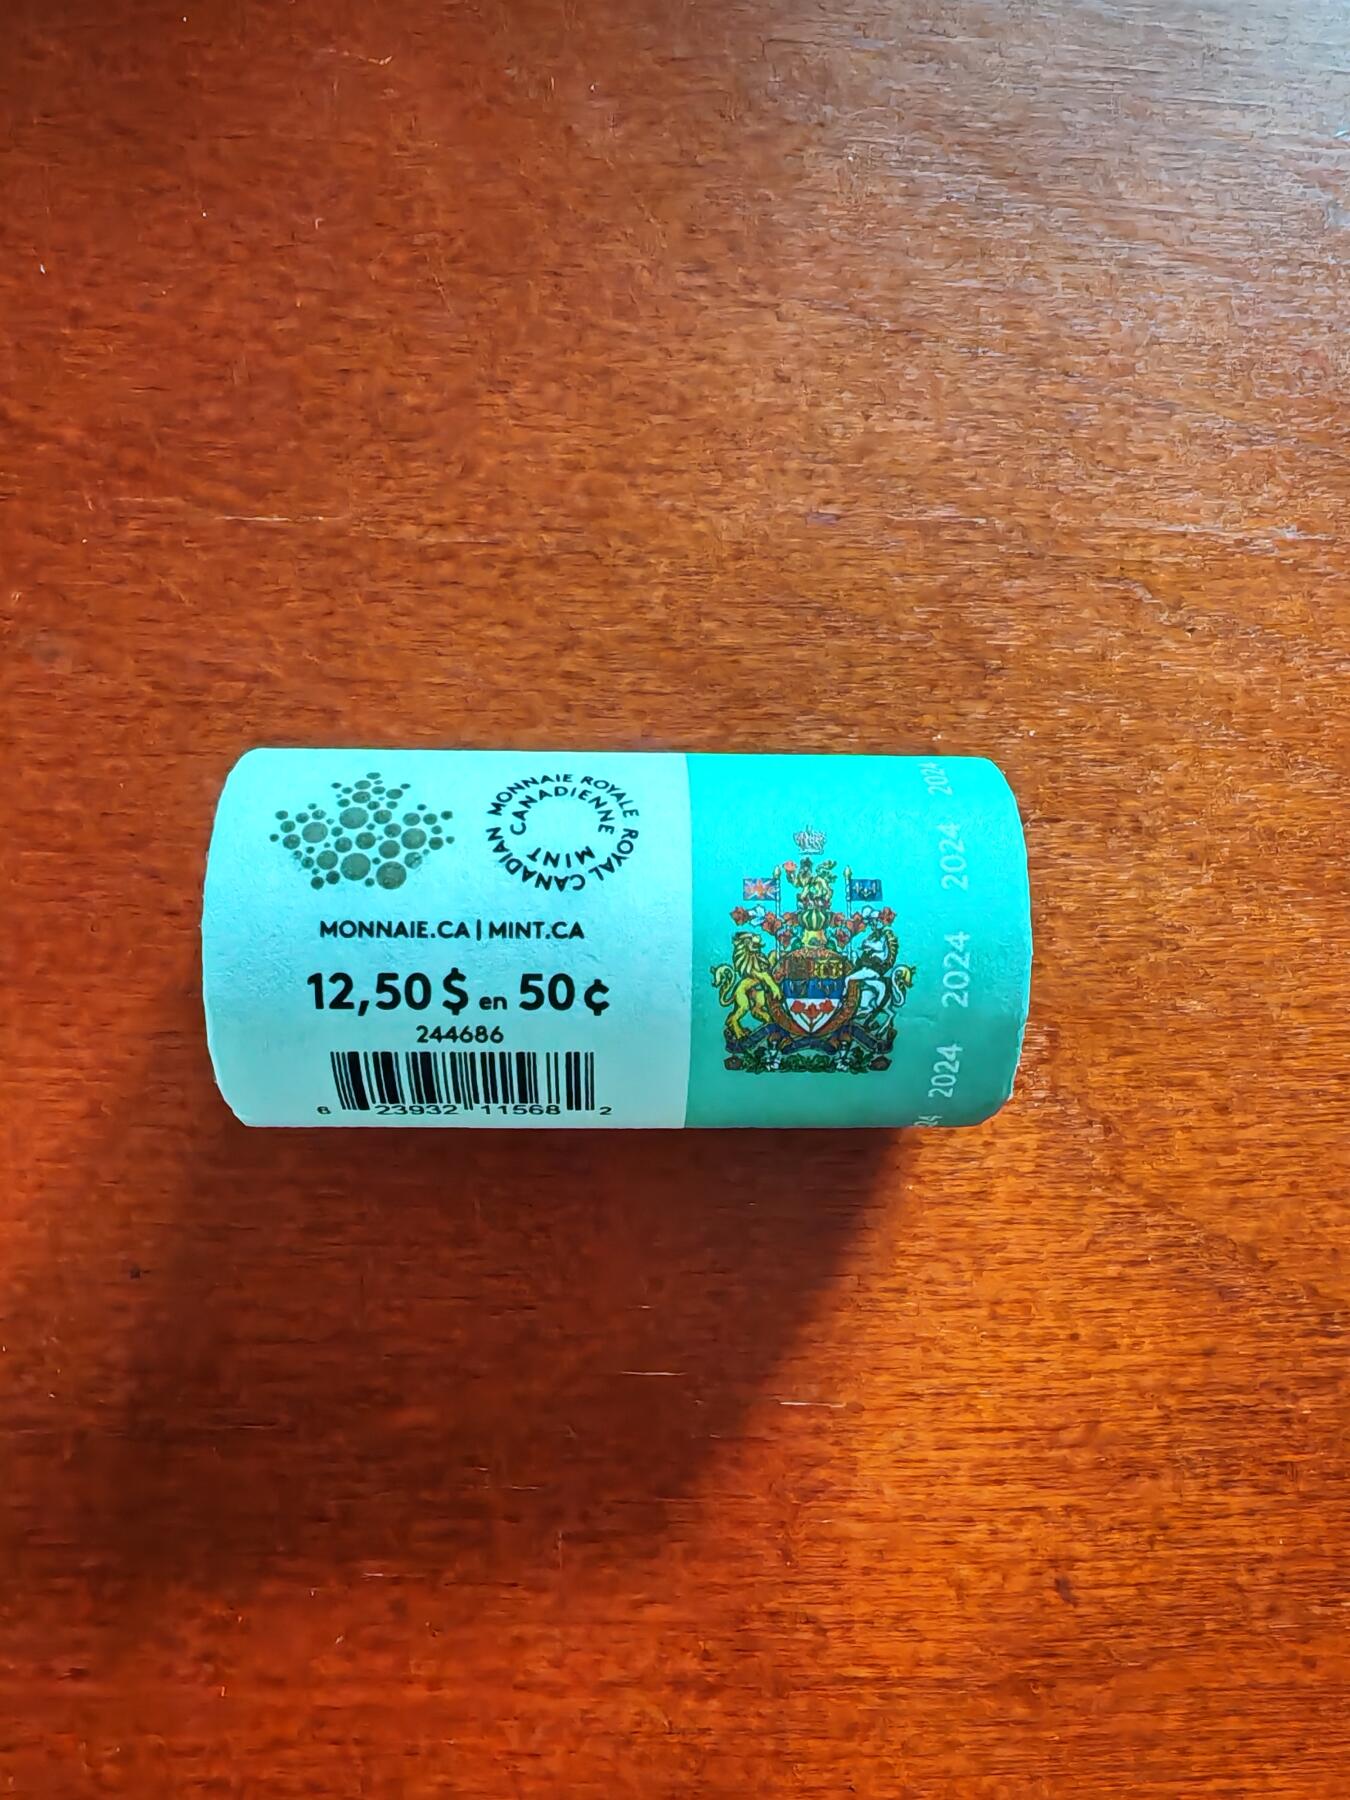 MONNAIE ROYALE CANADIENNE
ROYAL CANADIAN MINT
MONNAIE.CA | MINT.CA
12,50 $ en 50 ¢
244686
6 23932 11568 2
2024
2024
2024
2024
24